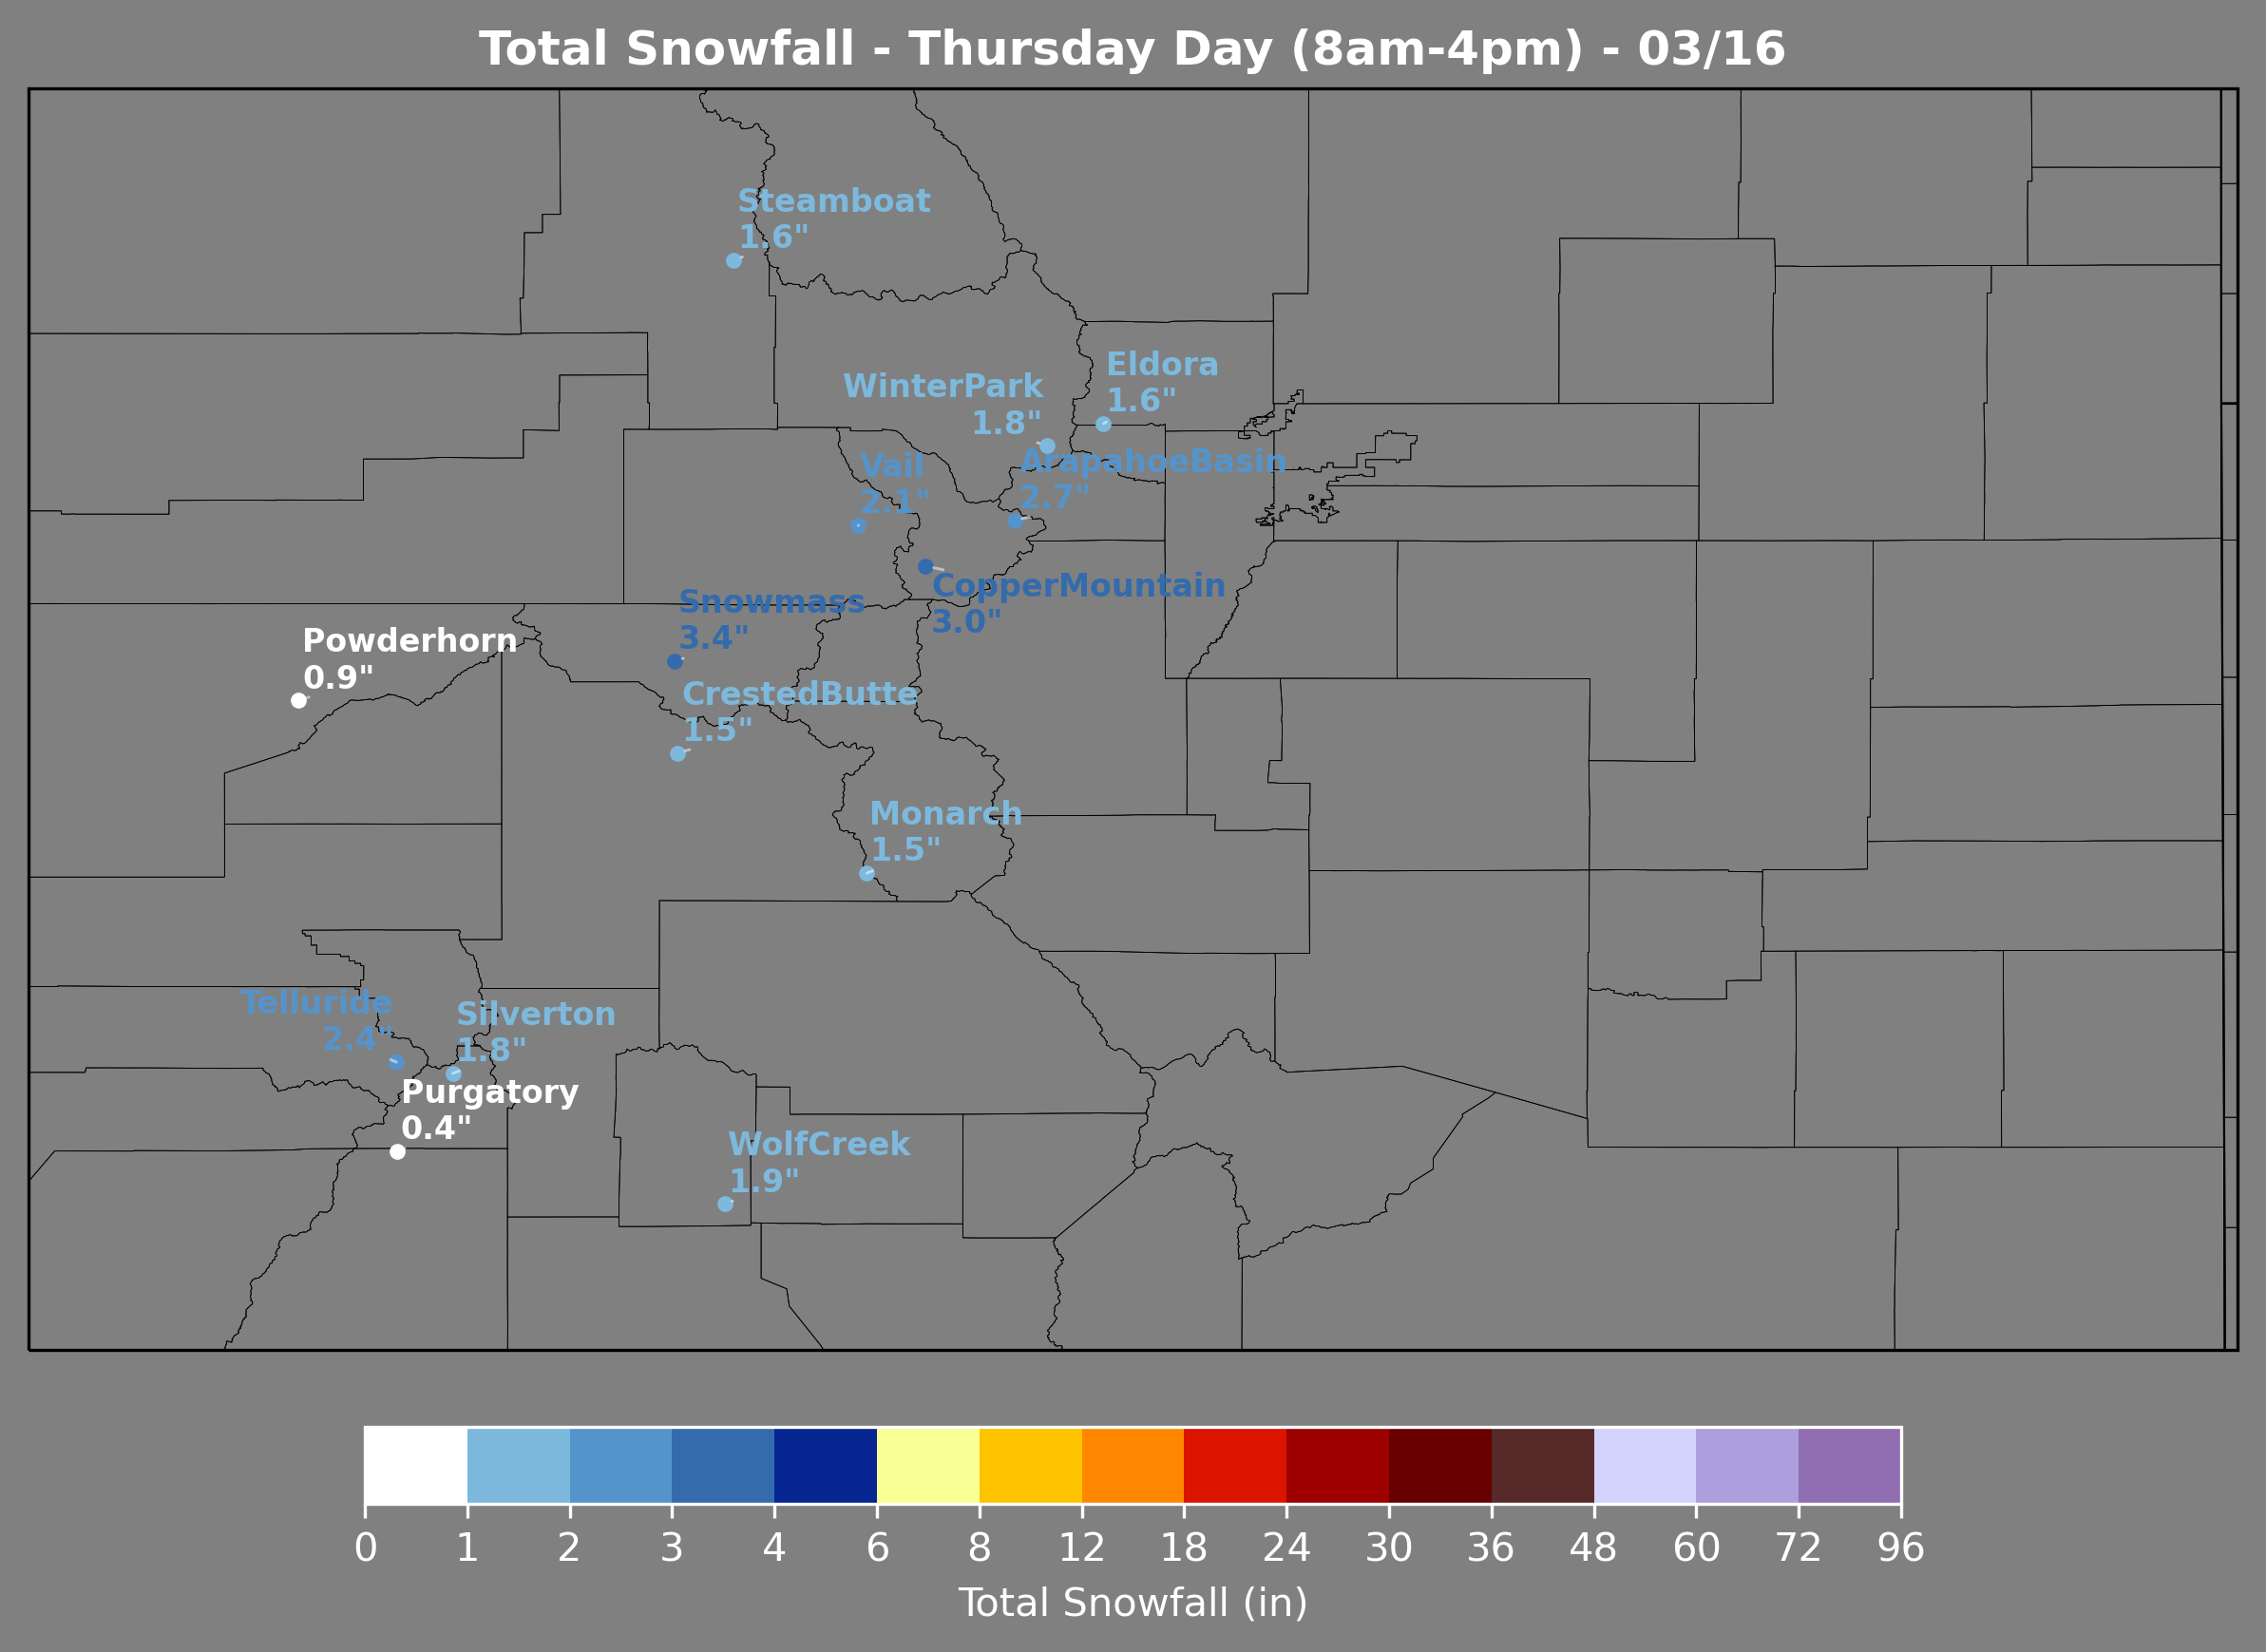 Total Snowfall - Thursday Day (8am-4pm) - 03/16
Steamboat
1.6"
Eldora
1.6"
WinterPark
1.8"
Vail
2.1"
ArapahoeBasin
2.7"
CopperMountain
3.0"
Snowmass
3.4"
Powderhorn
0.9"
CrestedButte
1.5"
Monarch
1.5"
Telluride
2.4"
Silverton
1.8"
Purgatory
0.4"
WolfCreek
1.9"
0 1 2 3 4 6 8 12 18 24 30 36 48 60 72 96
Total Snowfall (in)